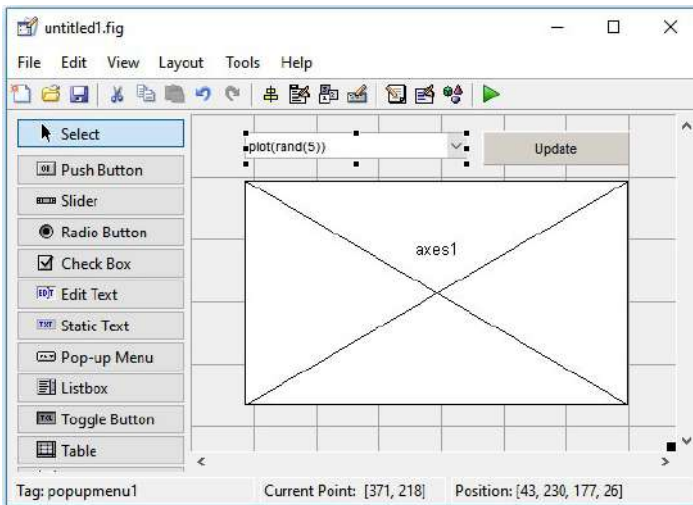 untitled1.fig
File Edit View Layout Tools Help
Select
plot(rand(5))
Update
Push Button
Slider
Radio Button
axes1
Check Box
Edit Text
Static Text
Pop-up Menu
Listbox
Toggle Button
Table
Tag: popupmenu1 Current Point: [371, 218] Position: [43, 230, 177, 26]